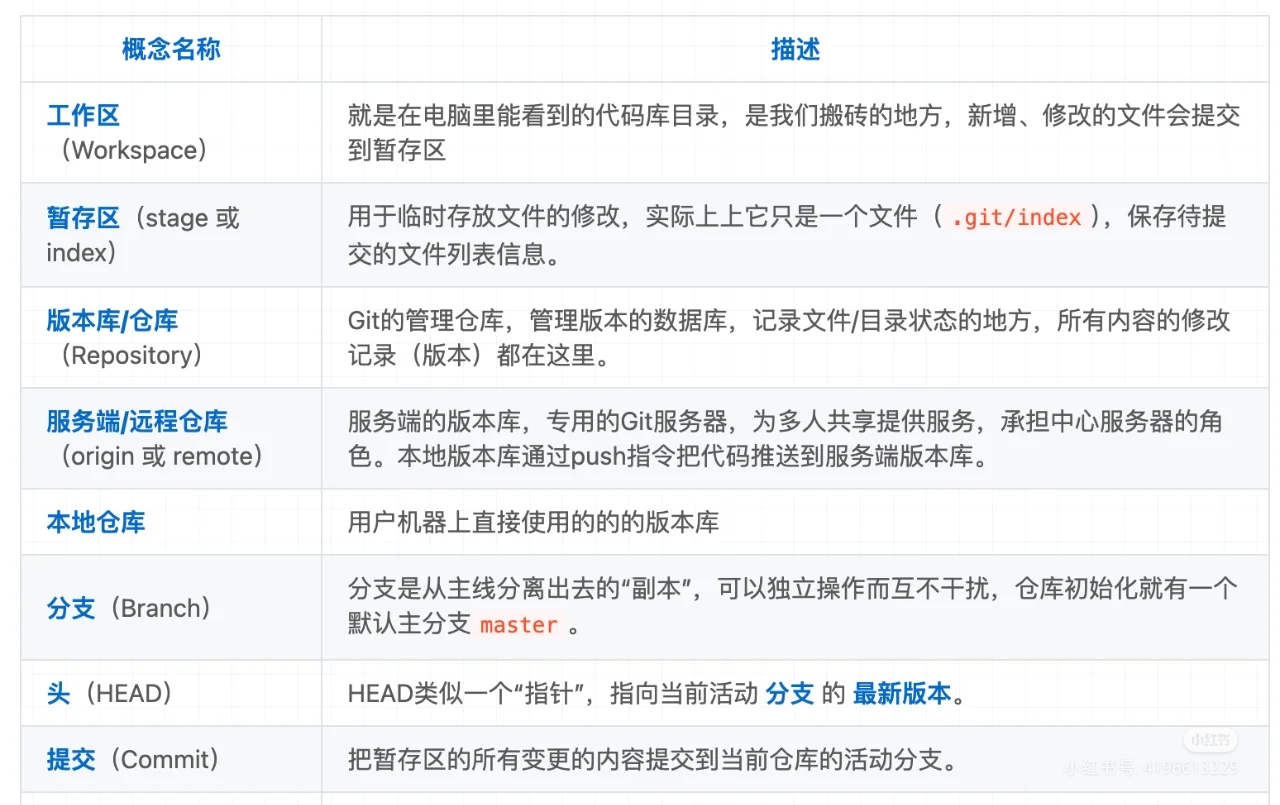 概念名称
描述
工作区
（Workspace）
就是在电脑里能看到的代码库目录，是我们搬砖的地方，新增、修改的文件会提交
到暂存区
暂存区（stage 或
index）
用于临时存放文件的修改，实际上上它只是一个文件（ .git/index ），保存待提
交的文件列表信息。
版本库/仓库
（Repository）
Git的管理仓库，管理版本的数据库，记录文件/目录状态的地方，所有内容的修改
记录（版本）都在这里。
服务端/远程仓库
（origin 或 remote）
服务端的版本库，专用的Git服务器，为多人共享提供服务，承担中心服务器的角
色。本地版本库通过push指令把代码推送到服务端版本库。
本地仓库
用户机器上直接使用的的的版本库
分支（Branch）
分支是从主线分离出去的“副本”，可以独立操作而互不干扰，仓库初始化就有一个
默认主分支 master 。
头（HEAD）
HEAD类似一个“指针”，指向当前活动 分支 的 最新版本。
提交（Commit）
把暂存区的所有变更的内容提交到当前仓库的活动分支。
小红书
小红书号